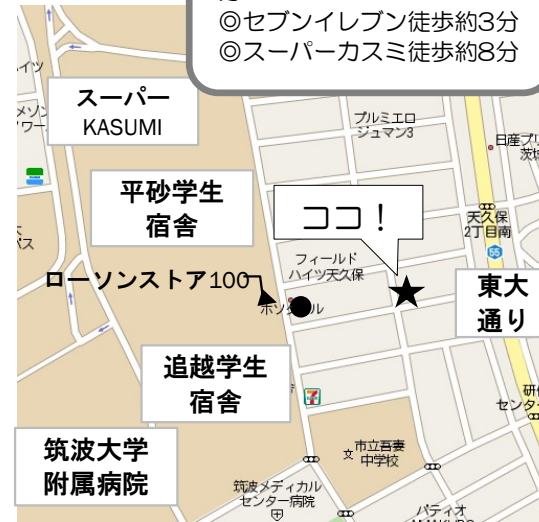 ◎セブンイレブン徒歩約3分
◎スーパーカスミ徒歩約8分
スーパー
KASUMI
プルミエロ
ジュマン3
日産プリ
茨城
平砂学生
宿舎
ココ！
天久保
2丁目南
55
フィールド
ハイツ天久保
ローソンストア100
東大
通り
追越学生
宿舎
研
センター
筑波大学
附属病院
市立吾妻
文 中学校
筑波メディカル
センター病院
パティオ